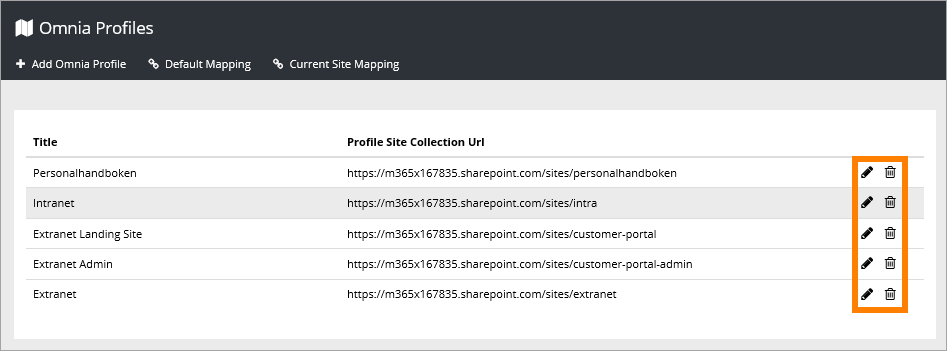 Omnia Profiles
Add Omnia Profile Default Mapping Current Site Mapping
Title Profile Site Collection Url
Personalhandboken https://m365x167835.sharepoint.com/sites/personalhandboken
Intranet https://m365x167835.sharepoint.com/sites/intra
Extranet Landing Site https://m365x167835.sharepoint.com/sites/customer-portal
Extranet Admin https://m365x167835.sharepoint.com/sites/customer-portal-admin
Extranet https://m365x167835.sharepoint.com/sites/extranet